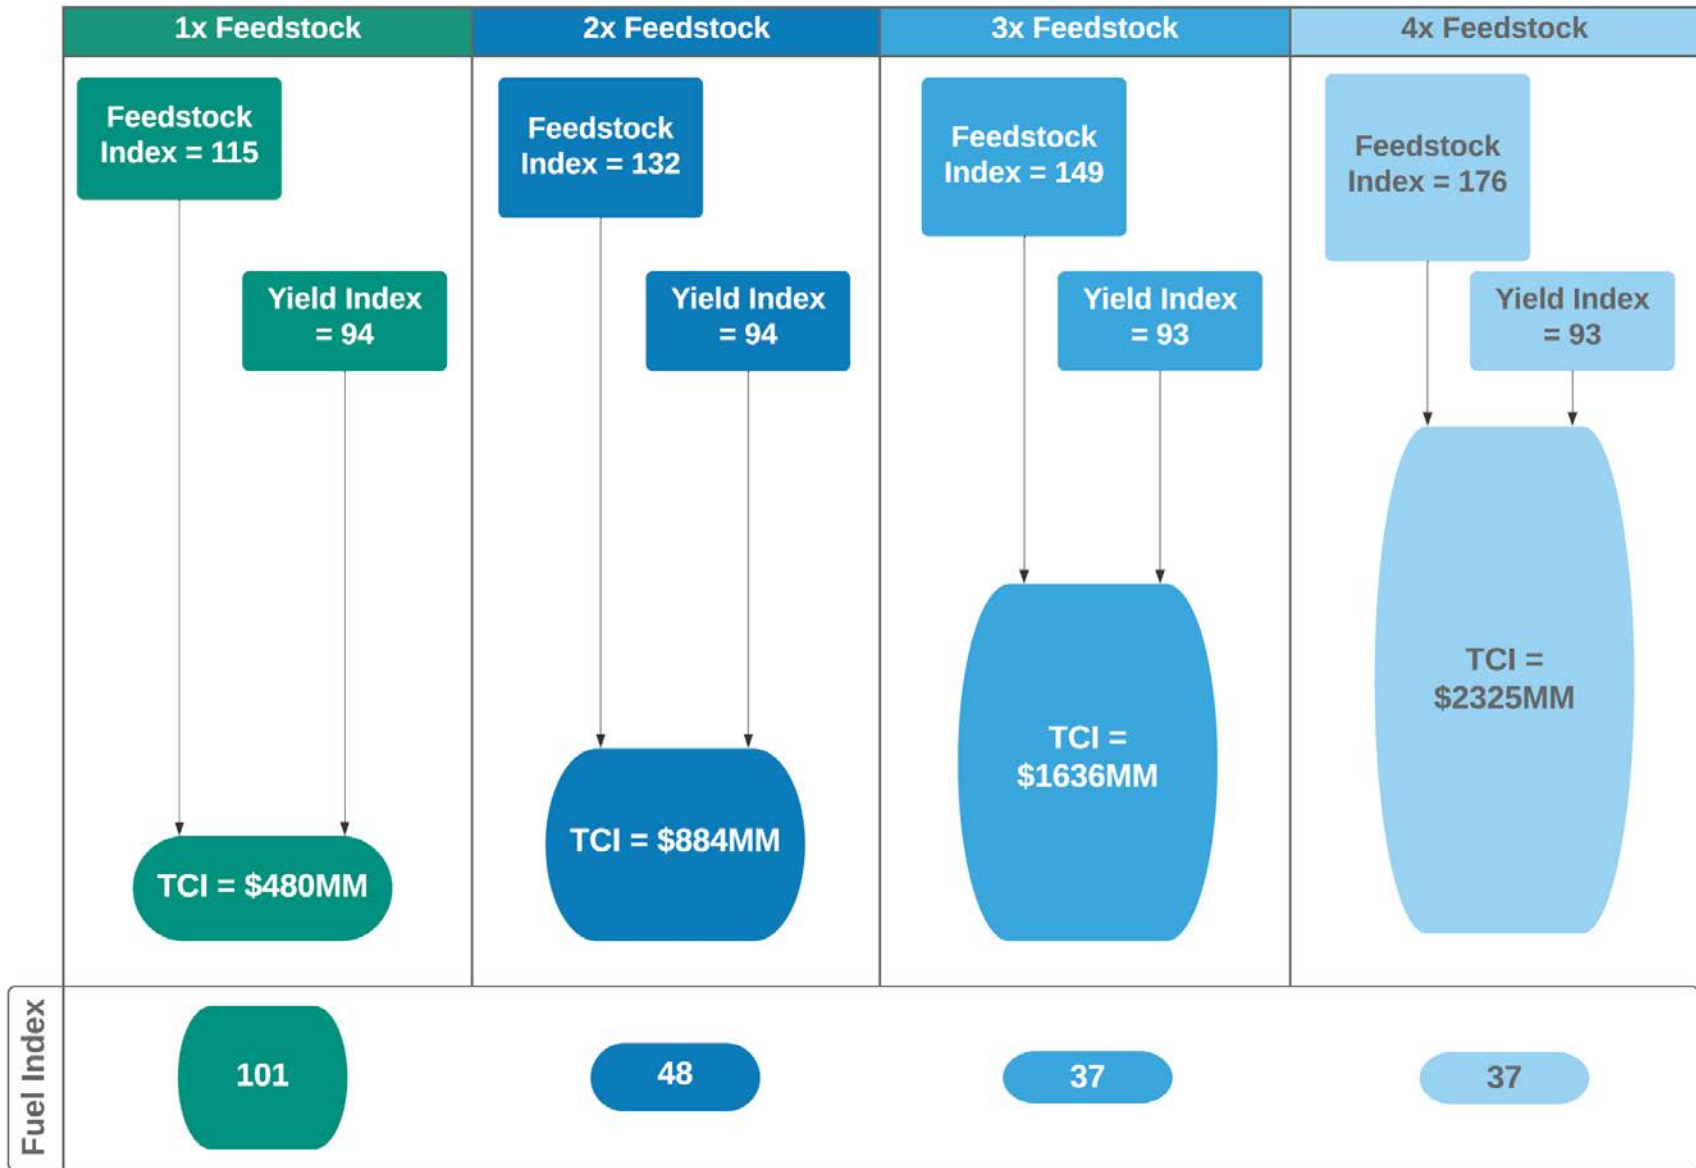 1x Feedstock
2x Feedstock
3x Feedstock
4x Feedstock
Feedstock
Index = 115
Feedstock
Index = 132
Feedstock
Index = 149
Feedstock
Index = 176
Yield Index
= 94
Yield Index
= 94
Yield Index
= 93
Yield Index
= 93
TCI = $480MM
TCI = $884MM
TCI =
$1636MM
TCI =
$2325MM
Fuel Index
101
48
37
37